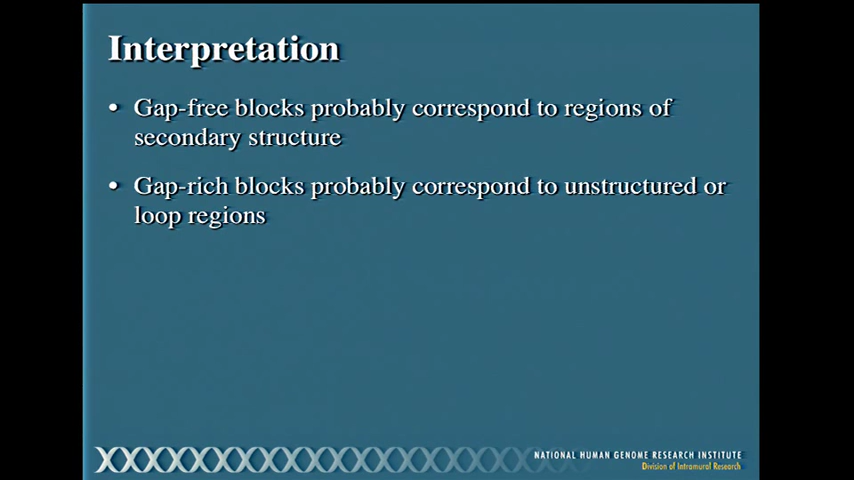 Interpretation
• Gap-free blocks probably correspond to regions of
secondary structure
• Gap-rich blocks probably correspond to unstructured or
loop regions
NATIONAL HUMAN GENOME RESEARCH INSTITUTE
Division of Intramural Research